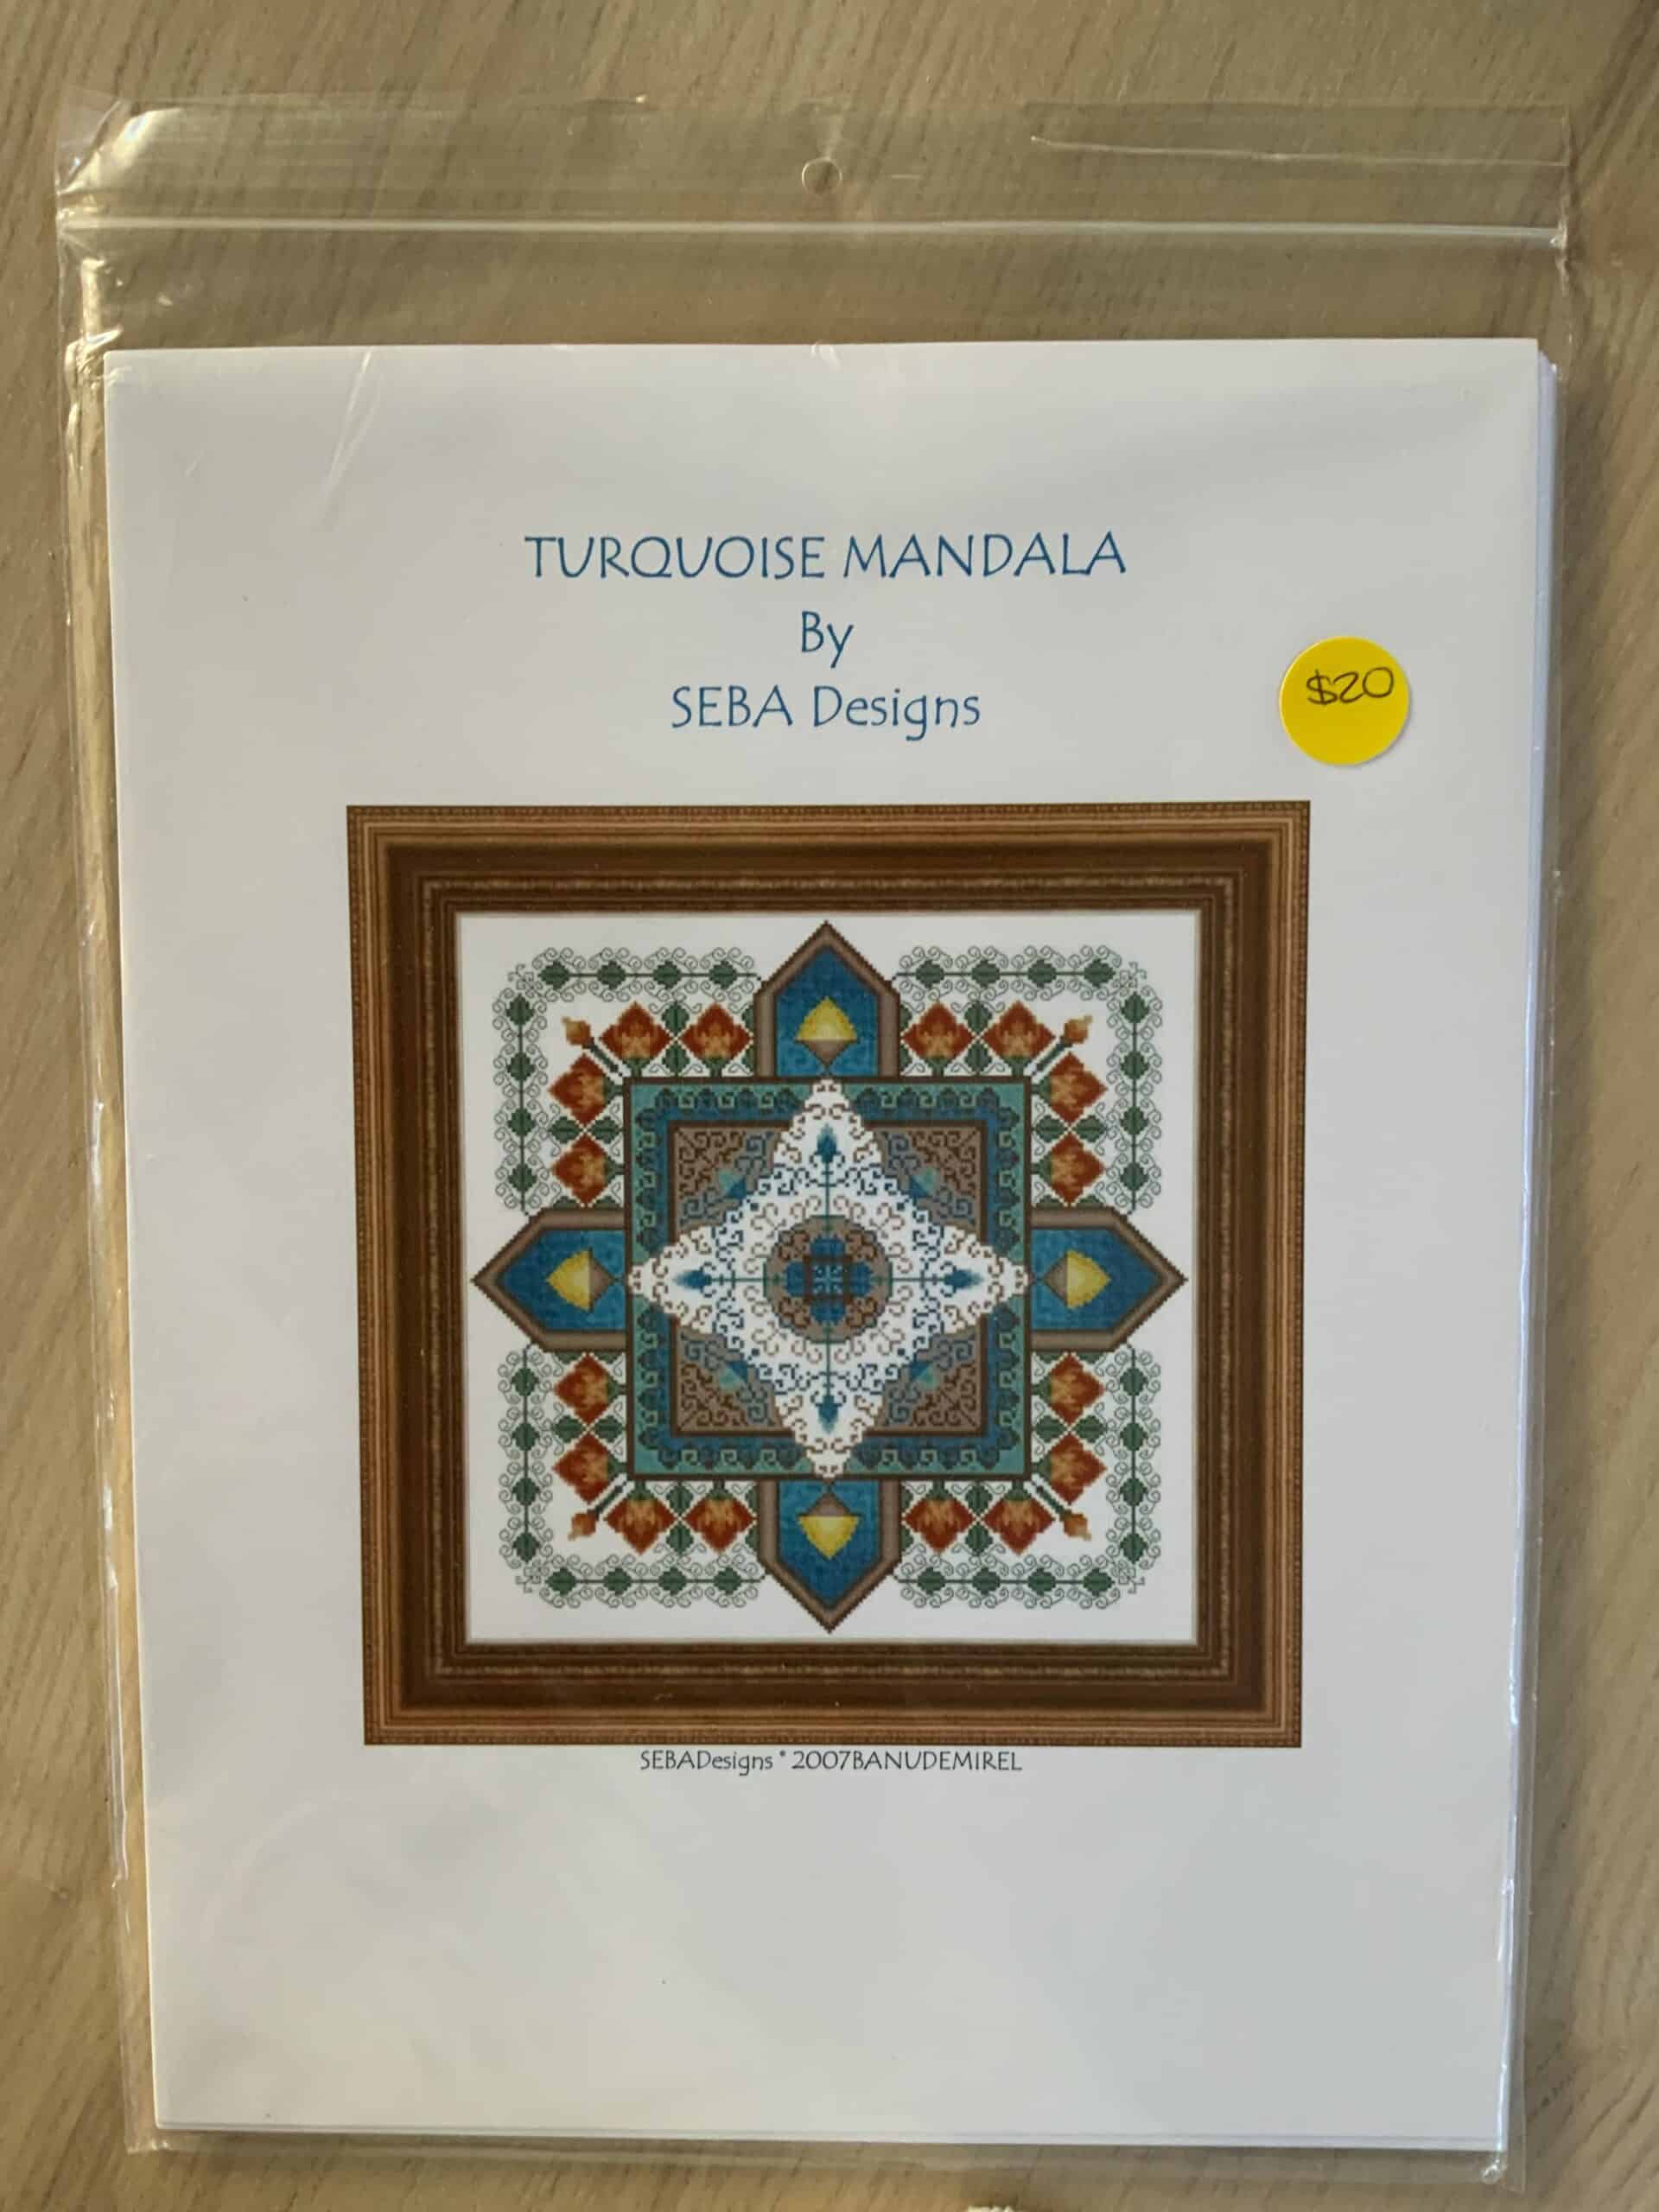 TURQUOISE MANDALA
By
SEBA Designs
$20
SEBADesigns * 2007BANUDEMIREL